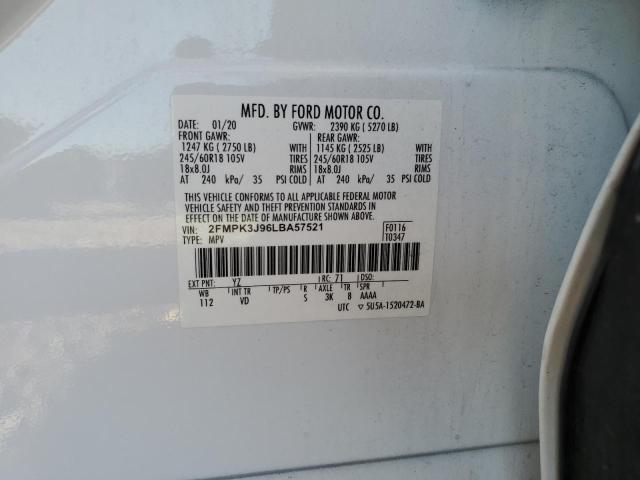 MFD. BY FORD MOTOR CO.
DATE: 01/20 GVWR: 2390 KG ( 5270 LB)
FRONT GAWR: REAR GAWR:
1247 KG ( 2750 LB) WITH 1145 KG ( 2525 LB) WITH
245/60R18 105V TIRES 245/60R18 105V TIRES
18x8.0J RIMS 18x8.0J RIMS
AT 240 kPa/ 35 PSI COLD AT 240 kPa/ 35 PSI COLD
THIS VEHICLE CONFORMS TO ALL APPLICABLE FEDERAL MOTOR
VEHICLE SAFETY AND THEFT PREVENTION STANDARDS IN
EFFECT ON THE DATE OF MANUFACTURE SHOWN ABOVE.
VIN: 2FMPK3J96LBA57521 F0116
TYPE: MPV T0347
EXT PNT: YZ RC: 71 DSO:
WB INT TR TP/PS R AXLE TR SPR
112 VD S 3K 8 AAAA
UTC ▽ 5U5A-1520472-BA